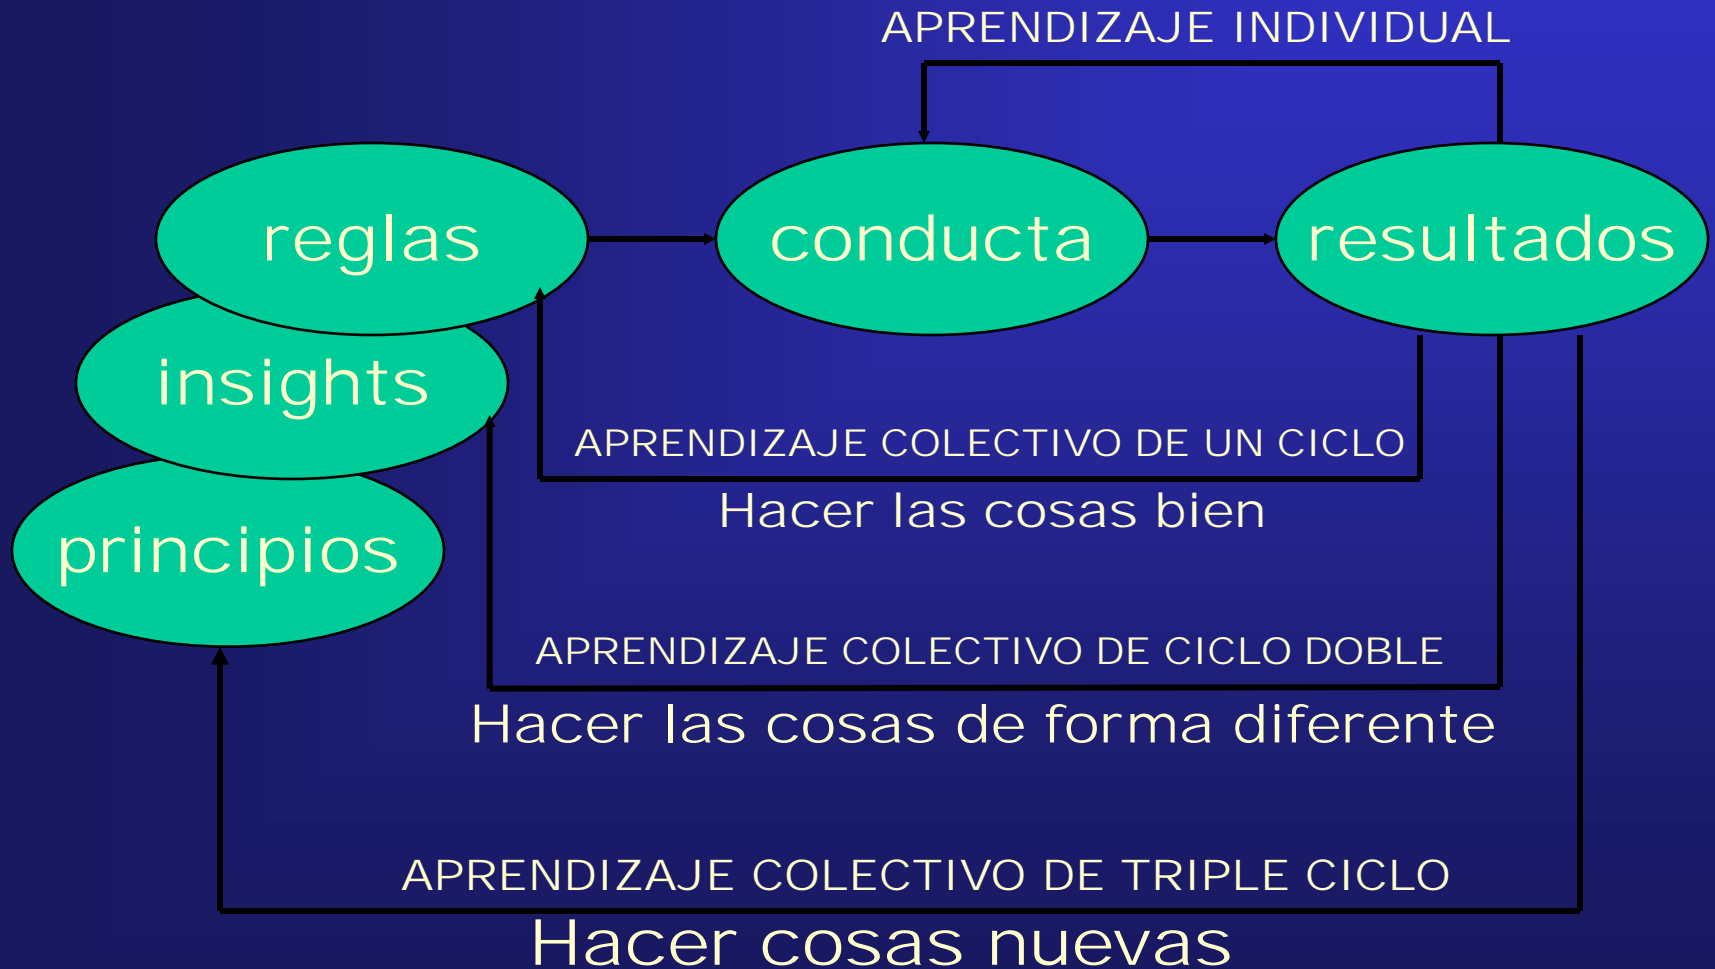 APRENDIZAJE INDIVIDUAL
reglas
conducta
resultados
insights
APRENDIZAJE COLECTIVO DE UN CICLO
Hacer las cosas bien
principios
APRENDIZAJE COLECTIVO DE CICLO DOBLE
Hacer las cosas de forma diferente
APRENDIZAJE COLECTIVO DE TRIPLE CICLO
Hacer cosas nuevas